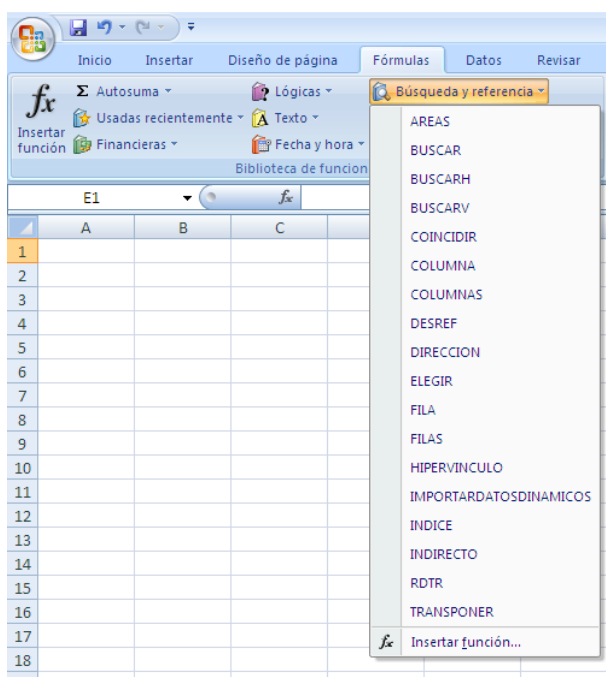 Inicio Insertar Diseño de página Fórmulas Datos Revisar
fx Insertar función
Σ Autosuma
Usadas recientemente
Financieras
Lógicas
Texto
Fecha y hora
Búsqueda y referencia
Biblioteca de funcion
E1 fx
A B C
1
2
3
4
5
6
7
8
9
10
11
12
13
14
15
16
17
18
AREAS
BUSCAR
BUSCARH
BUSCARV
COINCIDIR
COLUMNA
COLUMNAS
DESREF
DIRECCION
ELEGIR
FILA
FILAS
HIPERVINCULO
IMPORTARDATOSDINAMICOS
INDICE
INDIRECTO
RDTR
TRANSPONER
fx Insertar función...